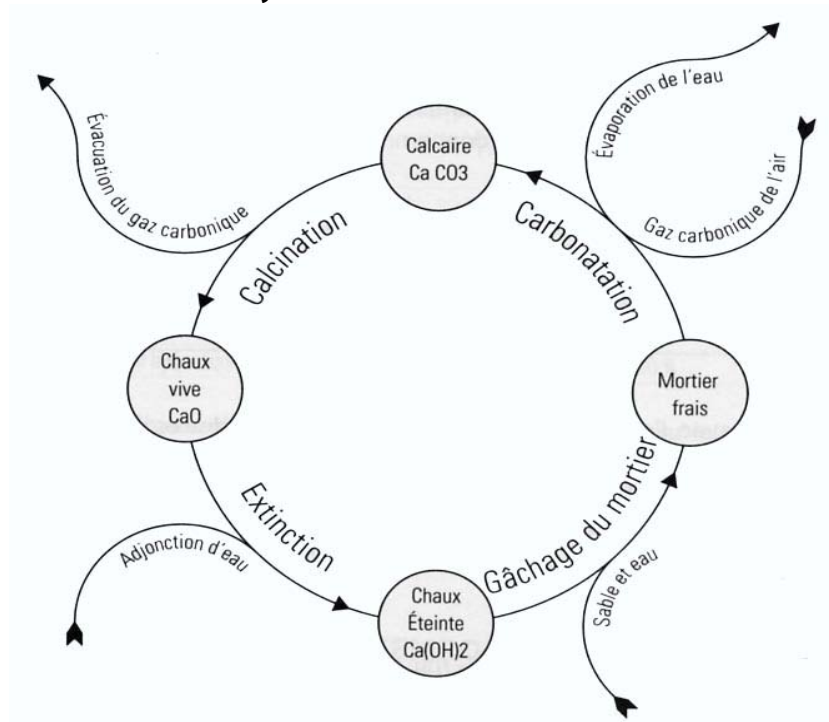 Évaporation de l'eau
Gaz carbonique de l'air
Évacuation du gaz carbonique
Calcaire
Ca CO3
Calcination
Carbonatation
Chaux
vive
CaO
Mortier
frais
Extinction
Gâchage du mortier
Adjonction d'eau
Sable et eau
Chaux
Éteinte
Ca(OH)2